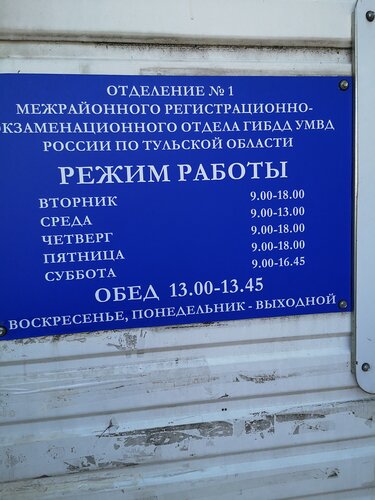 ОТДЕЛЕНИЕ № 1
МЕЖРАЙОННОГО РЕГИСТРАЦИОННО-
ЭКЗАМЕНАЦИОННОГО ОТДЕЛА ГИБДД УМВД
РОССИИ ПО ТУЛЬСКОЙ ОБЛАСТИ
РЕЖИМ РАБОТЫ
ВТОРНИК 9.00-18.00
СРЕДА 9.00-13.00
ЧЕТВЕРГ 9.00-18.00
ПЯТНИЦА 9.00-18.00
СУББОТА 9.00-16.45
ОБЕД 13.00-13.45
ВОСКРЕСЕНЬЕ, ПОНЕДЕЛЬНИК - ВЫХОДНОЙ